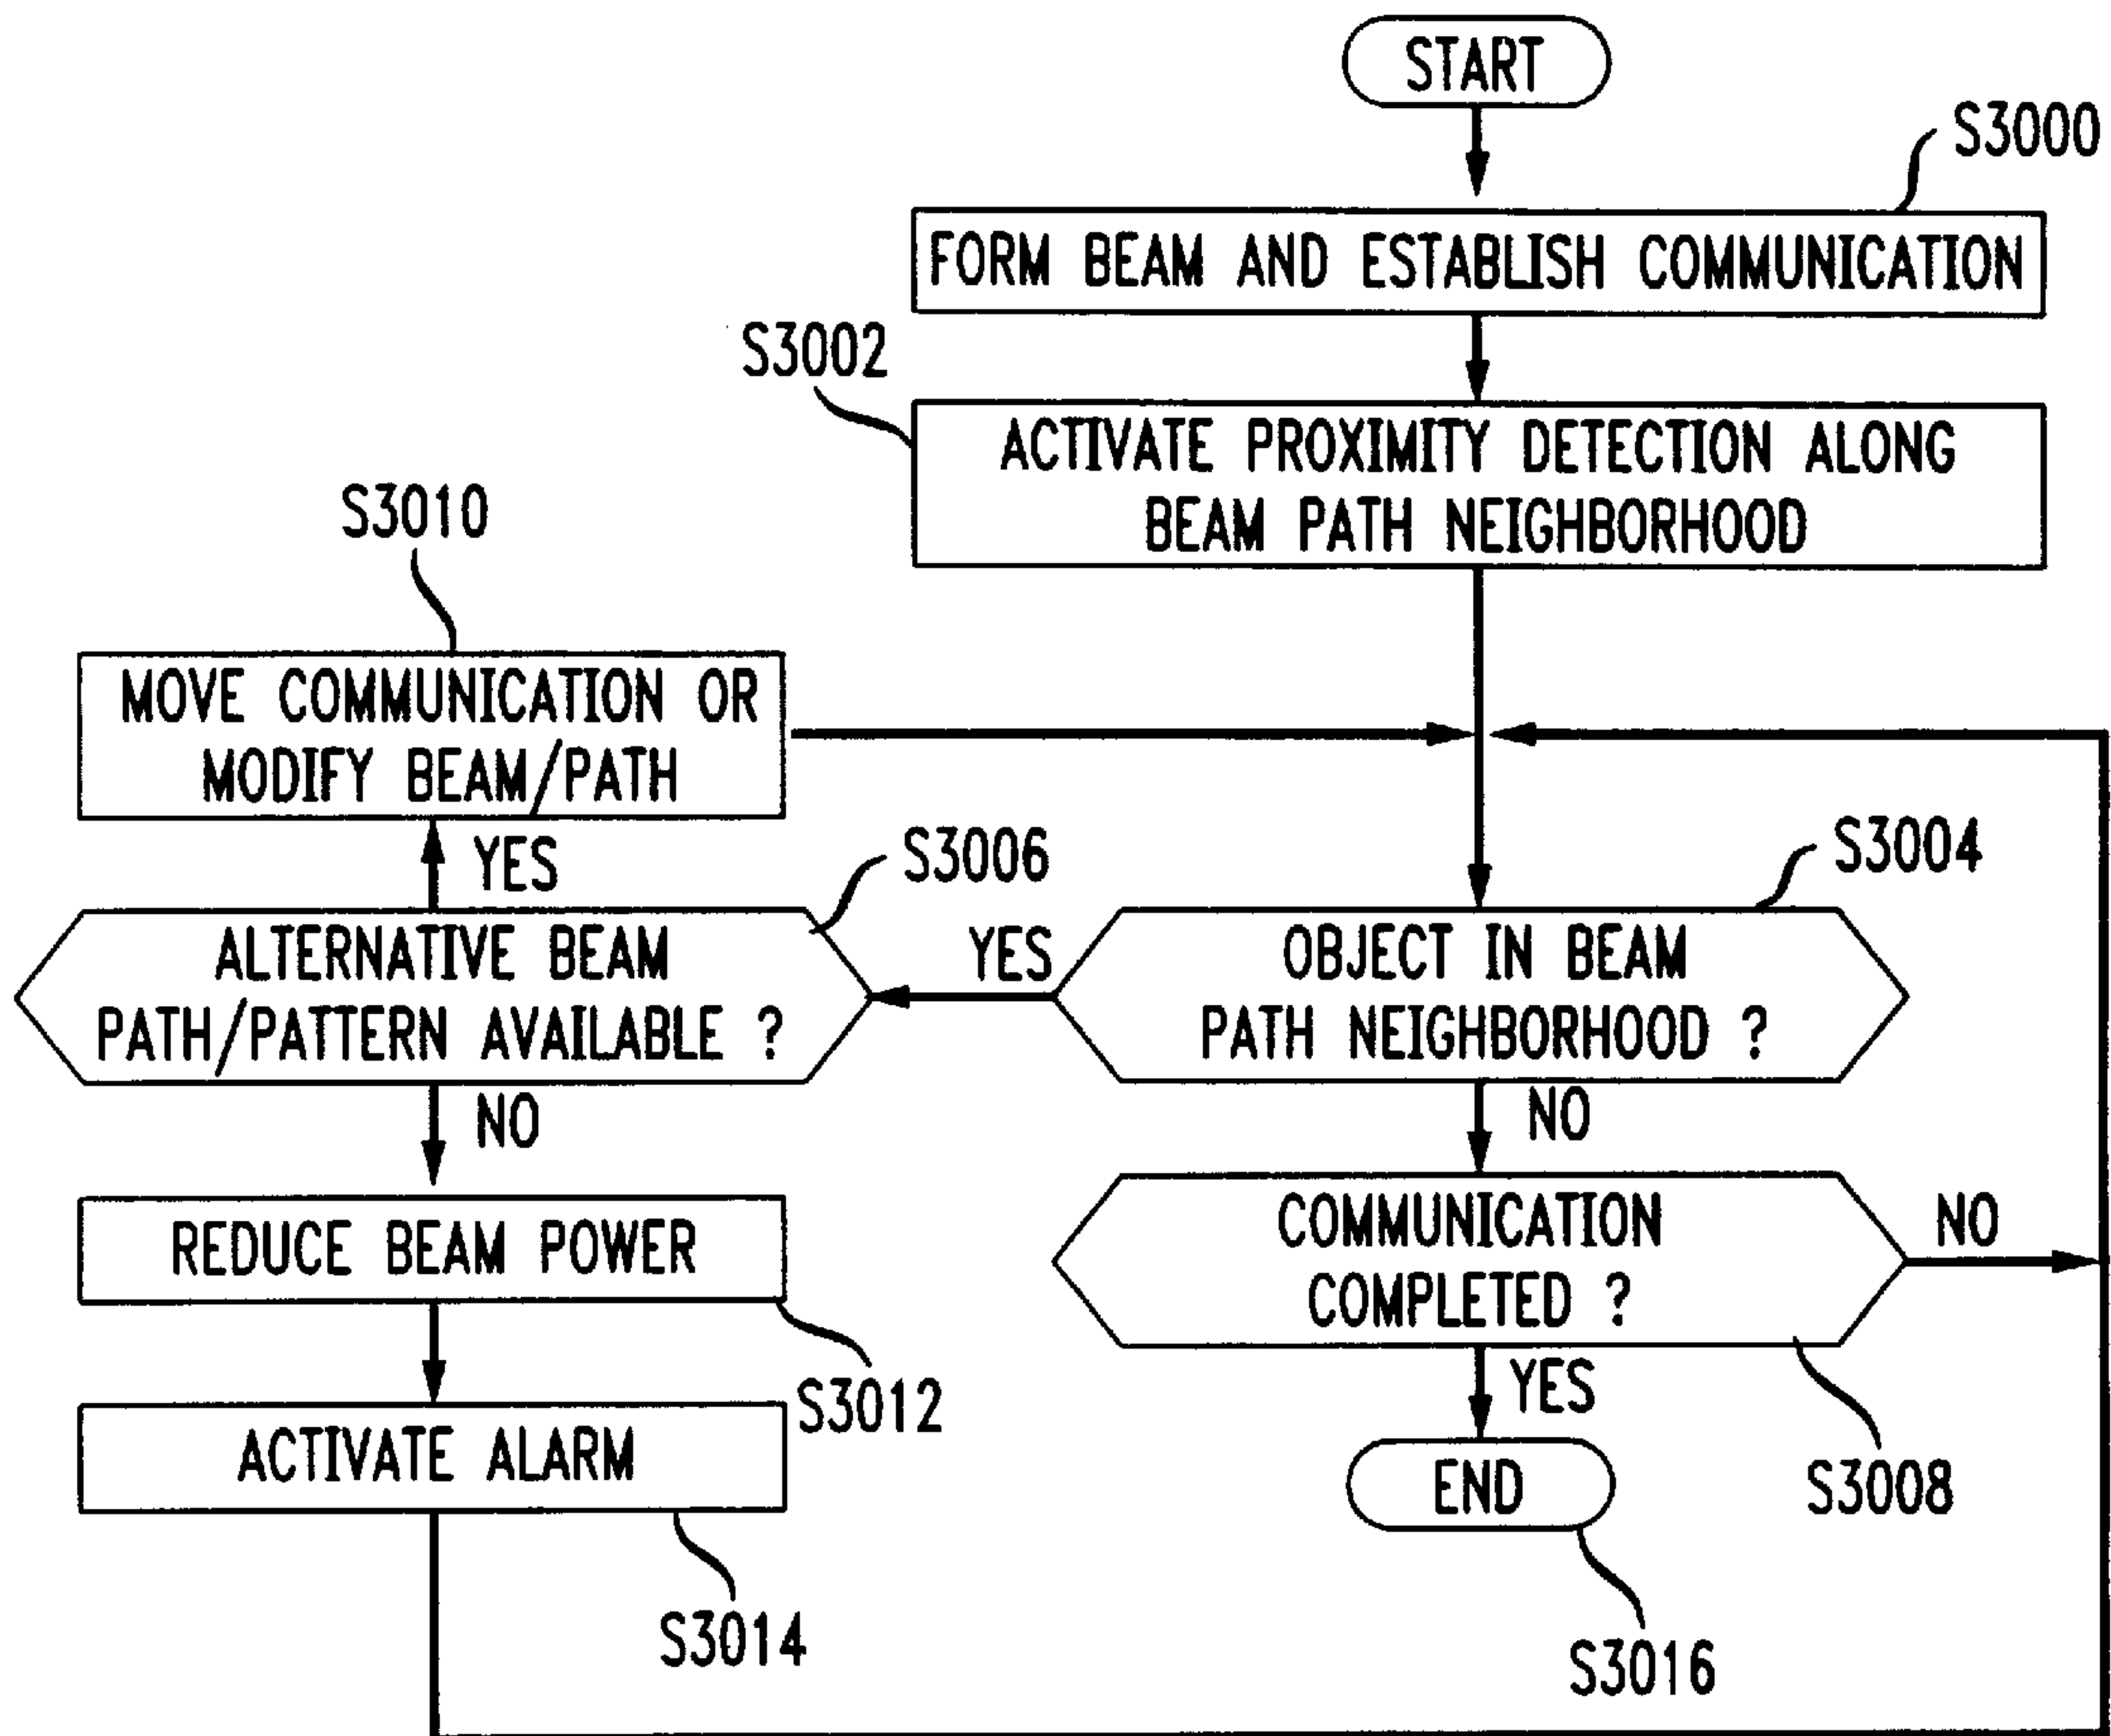 START
S3000
FORM BEAM AND ESTABLISH COMMUNICATION
S3002
ACTIVATE PROXIMITY DETECTION ALONG
BEAM PATH NEIGHBORHOOD
S3010
MOVE COMMUNICATION OR
MODIFY BEAM/PATH
YES
S3006
S3004
ALTERNATIVE BEAM
PATH/PATTERN AVAILABLE ?
YES
OBJECT IN BEAM
PATH NEIGHBORHOOD ?
NO
NO
REDUCE BEAM POWER
S3012
COMMUNICATION
COMPLETED ?
NO
YES
ACTIVATE ALARM
S3014
END
S3008
S3016